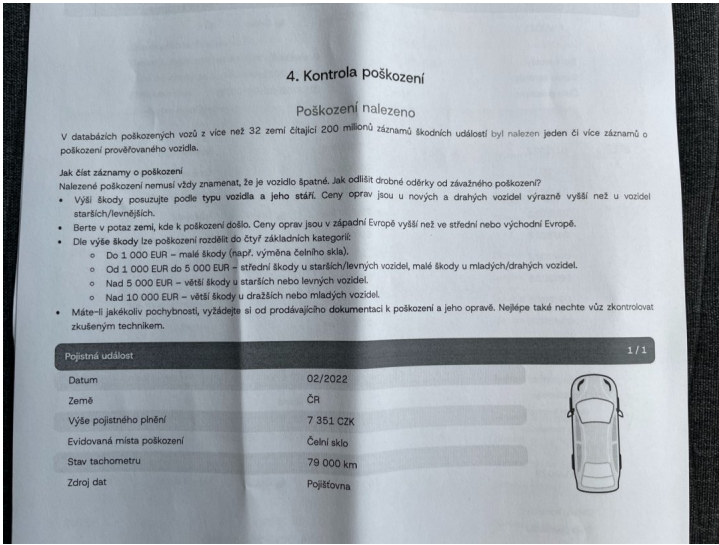 4. Kontrola poškození
Poškození nalezeno
V databázích poškozených vozů z více než 32 zemí čítající 200 milionů záznamů škodních událostí byl nalezen jeden či více záznamů o
poškození prověřovaného vozidla.
Jak číst záznamy o poškození
Nalezené poškození nemusí vždy znamenat, že je vozidlo špatné. Jak odlišit drobné oděrky od závažného poškození?
• Výši škody posuzujte podle typu vozidla a jeho stáří. Ceny oprav jsou u nových a drahých vozidel výrazně vyšší než u vozidel
starších/levnějších.
• Berte v potaz zemi, kde k poškození došlo. Ceny oprav jsou v západní Evropě vyšší než ve střední nebo východní Evropě.
• Dle výše škody lze poškození rozdělit do čtyř základních kategorií:
○ Do 1 000 EUR – malé škody (např. výměna čelního skla).
○ Od 1 000 EUR do 5 000 EUR – střední škody u starších/levných vozidel, malé škody u mladých/drahých vozidel.
○ Nad 5 000 EUR – větší škody u starších nebo levných vozidel.
○ Nad 10 000 EUR – větší škody u dražších nebo mladých vozidel.
• Máte-li jakékoliv pochybnosti, vyžádejte si od prodávajícího dokumentaci k poškození a jeho opravě. Nejlépe také nechte vůz zkontrolovat
zkušeným technikem.
Pojistná událost 1 / 1
Datum 02/2022
Země ČR
Výše pojistného plnění 7 351 CZK
Evidovaná místa poškození Čelní sklo
Stav tachometru 79 000 km
Zdroj dat Pojišťovna